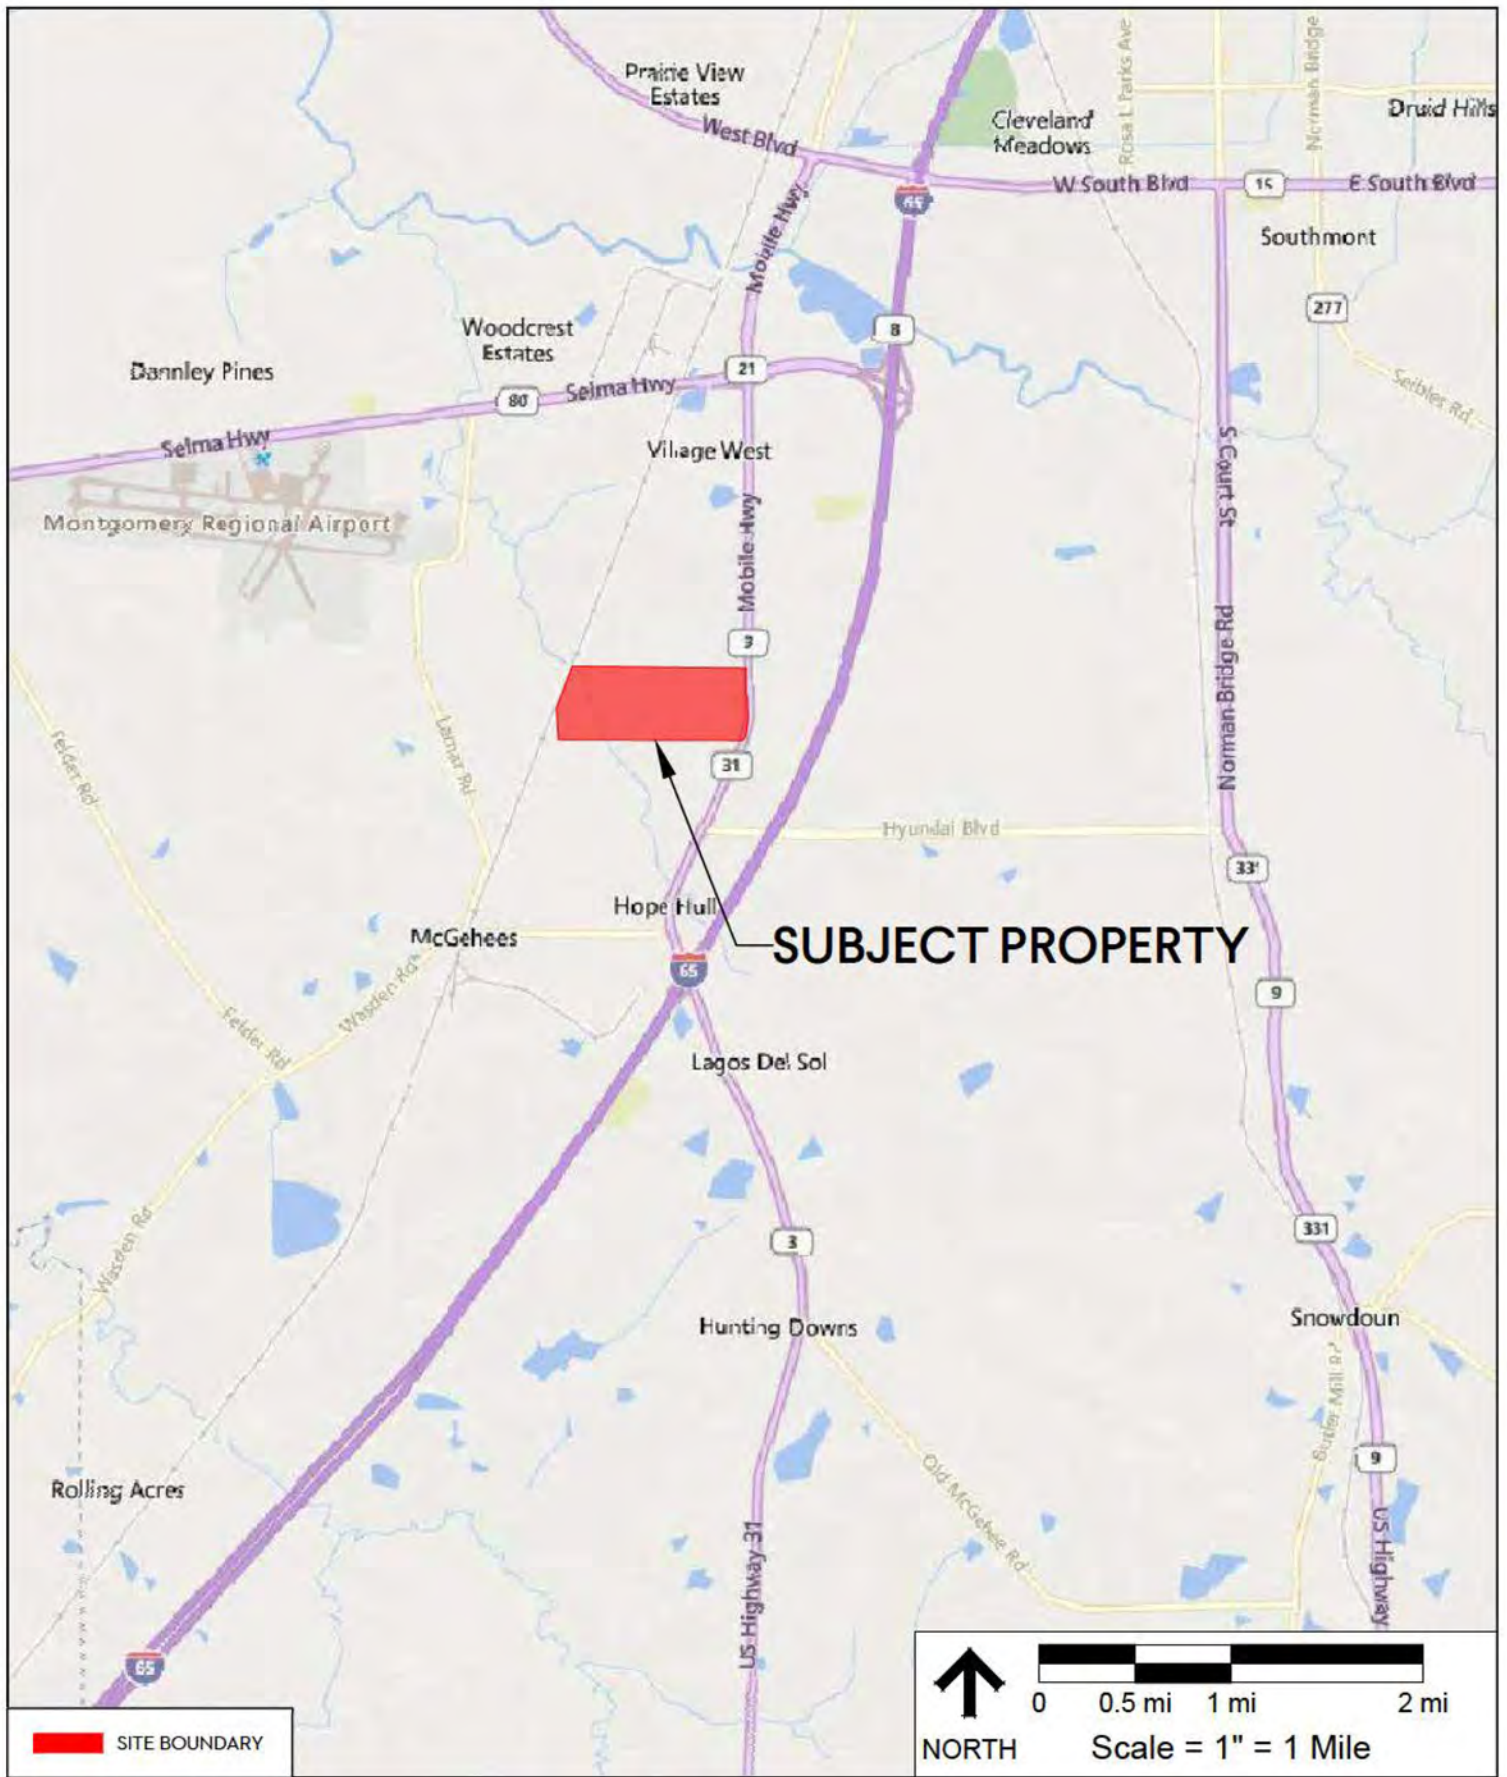 Prairie View
Estates
West Blvd
Cleveland
Meadows
Rosa L Parks Ave
Norman Bridge
Druid Hills
W South Blvd
15
E South Blvd
65
Mobile Hwy
Southmont
277
8
Woodcrest
Estates
Dannley Pines
21
80
Selma Hwy
Selma Hwy
Seibles Rd
Village West
S Court St
Montgomery Regional Airport
Mobile Hwy
3
Norman Bridge Rd
Lamar Rd
Felder Rd
31
Hyundai Blvd
331
Hope Hull
McGehees
SUBJECT PROPERTY
65
9
Wasden Rd
Felder Rd
Lagos Del Sol
Wasden Rd
3
331
Snowdoun
Hunting Downs
Butler Mill Rd
9
Rolling Acres
Old McGehee Rd
US Highway 31
US Highway
65
SITE BOUNDARY
NORTH
0 0.5 mi 1 mi 2 mi
Scale = 1" = 1 Mile